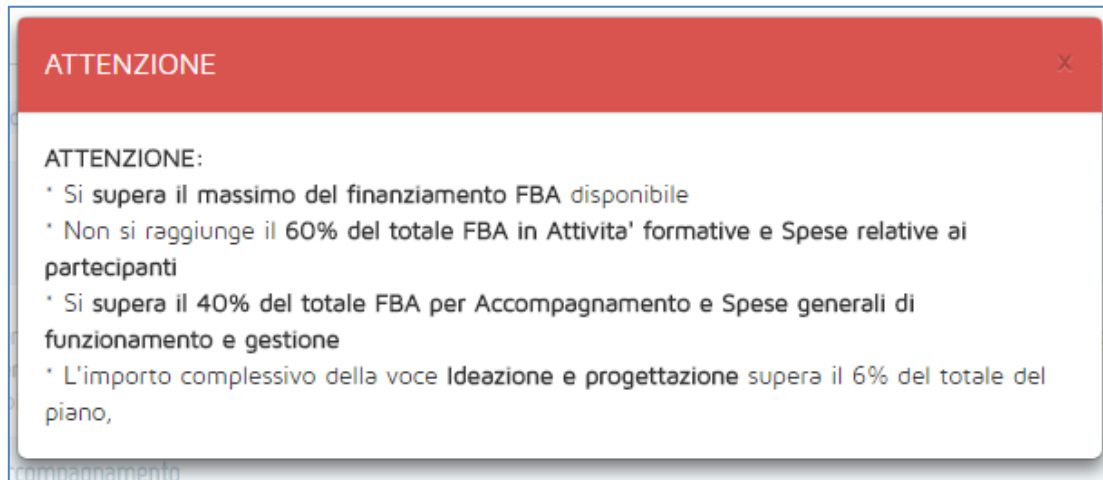 ATTENZIONE x
ATTENZIONE:
* Si supera il massimo del finanziamento FBA disponibile
* Non si raggiunge il 60% del totale FBA in Attivita' formative e Spese relative ai
partecipanti
* Si supera il 40% del totale FBA per Accompagnamento e Spese generali di
funzionamento e gestione
* L'importo complessivo della voce Ideazione e progettazione supera il 6% del totale del
piano,
ccompagnamento